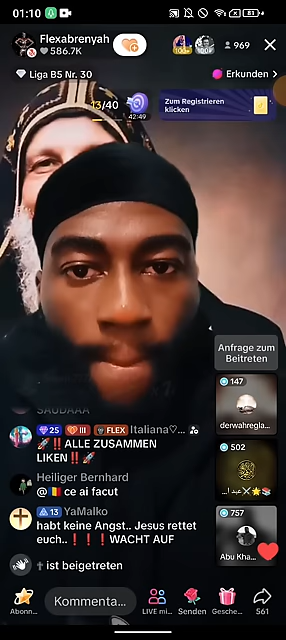 01:10
81
Flexabrenyah
586.7K
969
Liga B5 Nr. 30
Erkunden >
13/40
42:49
Zum Registrieren
klicken
Anfrage zum
Beitreten
147
derwahregla...
SAUDAAA
25 III FLEX Italiana♡...
🚀‼️ALLE ZUSAMMEN
LIKEN‼️🚀
502
Heiliger Bernhard
@🇷🇴 ce ai facut
13 YaMalko
habt keine Angst.. Jesus rettet
euch..❗❗❗WACHT AUF
757
Abu Kha...
✝ ist beigetreten
Abonn...
Kommenta...
LIVE mi...
Senden
Gesche...
561